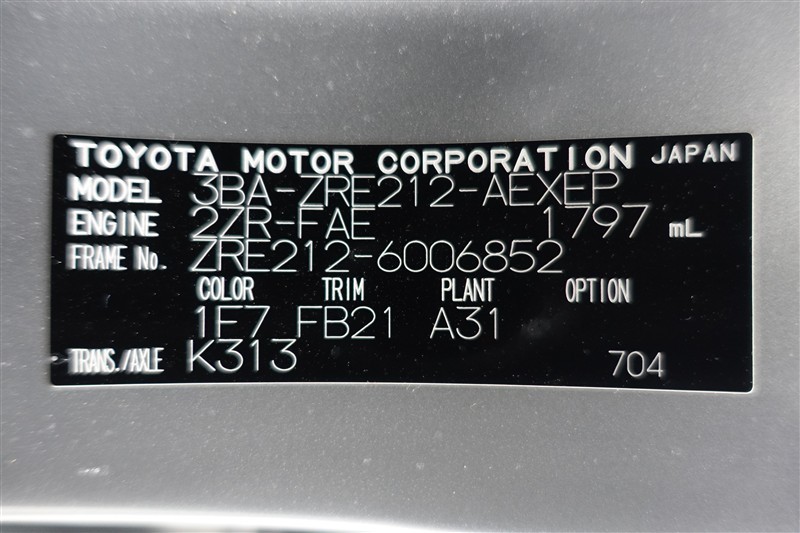 TOYOTA MOTOR CORPORATION JAPAN
MODEL 3BA-ZRE212-AEXEP
ENGINE 2ZR-FAE 1797 mL
FRAME No. ZRE212-6006852
COLOR TRIM PLANT OPTION
1F7 FB21 A31
TRANS./AXLE K313 704